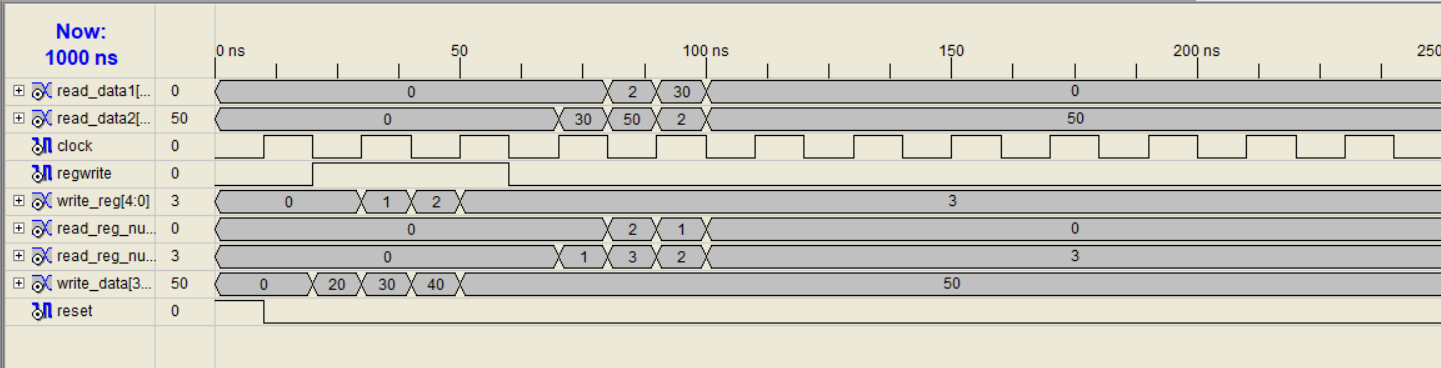 Now:
1000 ns
0 ns 50 100 ns 150 200 ns 250
read_data1[... 0 0 2 30 0
read_data2[... 50 0 30 50 2 50
clock 0
regwrite 0
write_reg[4:0] 3 0 1 2 3
read_reg_nu... 0 0 2 1 0
read_reg_nu... 3 0 1 3 2 3
write_data[3... 50 0 20 30 40 50
reset 0